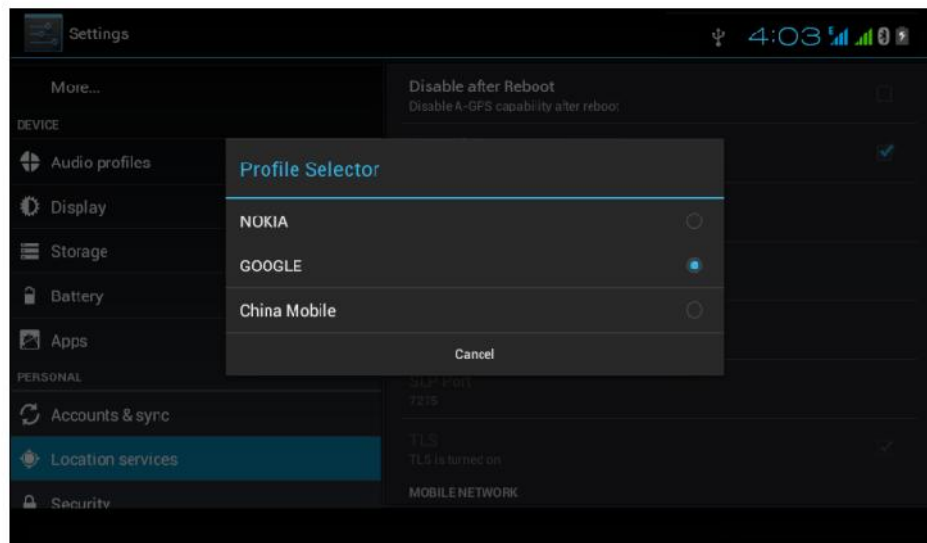 Settings
4:03
More...
Disable after Reboot
Disable A-GPS capability after reboot
DEVICE
Audio profiles
Display
Storage
Battery
Apps
Profile Selector
NOKIA
GOOGLE
China Mobile
Cancel
PERSONAL
SLP Port
7275
Accounts & sync
TLS
TLS is turned on
Location services
MOBILE NETWORK
Security